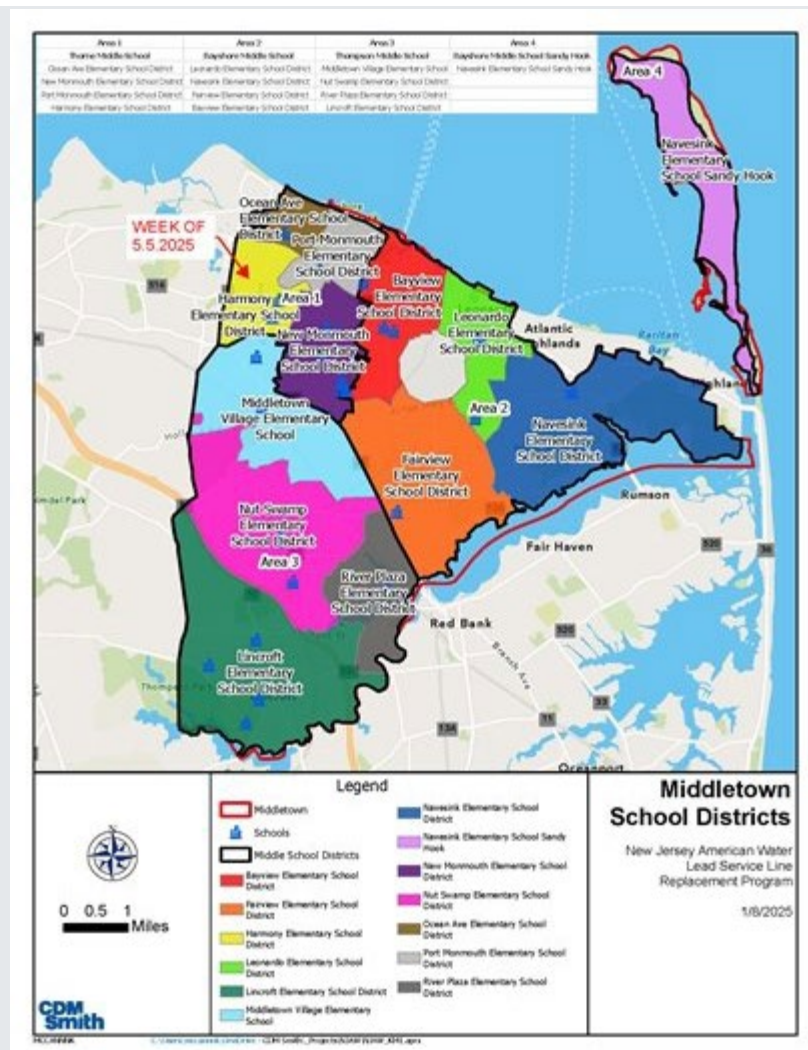 Area 1
Area 2
Area 3
Area 4
Thorne Middle School
Bayshore Middle School
Thompson Middle School
Bayshore Middle School Sandy Hook
Ocean Ave Elementary School District
Leonardo Elementary School District
Middletown Village Elementary School
Navesink Elementary School Sandy Hook
New Monmouth Elementary School District
Navesink Elementary School District
Nut Swamp Elementary School District
Port Monmouth Elementary School District
Fairview Elementary School District
River Plaza Elementary School District
Harmony Elementary School District
Bayview Elementary School District
Lincroft Elementary School District
Area 4
Navesink
Elementary
School Sandy Hook
Ocean Ave
Elementary School
District
WEEK OF
5.5.2025
Port Monmouth
Elementary
School District
Bayview
Elementary
School District
Harmony
Elementary School
District
Area 1
Leonardo
Elementary
School District
Atlantic
Highlands
Raritan
Bay
New Monmouth
Elementary
School District
Middletown
Village Elementary
School
Area 2
Navesink
Elementary
School District
Fairview
Elementary
School District
Rumson
Nut Swamp
Elementary
School District
Area 3
Fair Haven
520
36
River Plaza
Elementary
School District
Red Bank
520
Branch Ave
Lincroft
Elementary
School District
33
11
Oceanport
Legend
Middletown
Schools
Middle School Districts
Bayview Elementary School
District
Fairview Elementary School
District
Harmony Elementary School
District
Leonardo Elementary School
District
Lincroft Elementary School District
Middletown Village Elementary
School
Navesink Elementary School
District
Navesink Elementary School Sandy
Hook
New Monmouth Elementary School
District
Nut Swamp Elementary School
District
Ocean Ave Elementary School
District
Port Monmouth Elementary School
District
River Plaza Elementary School
District
0 0.5 1
Miles
Middletown
School Districts
New Jersey American Water
Lead Service Line
Replacement Program
1/8/2025
CDM
Smith